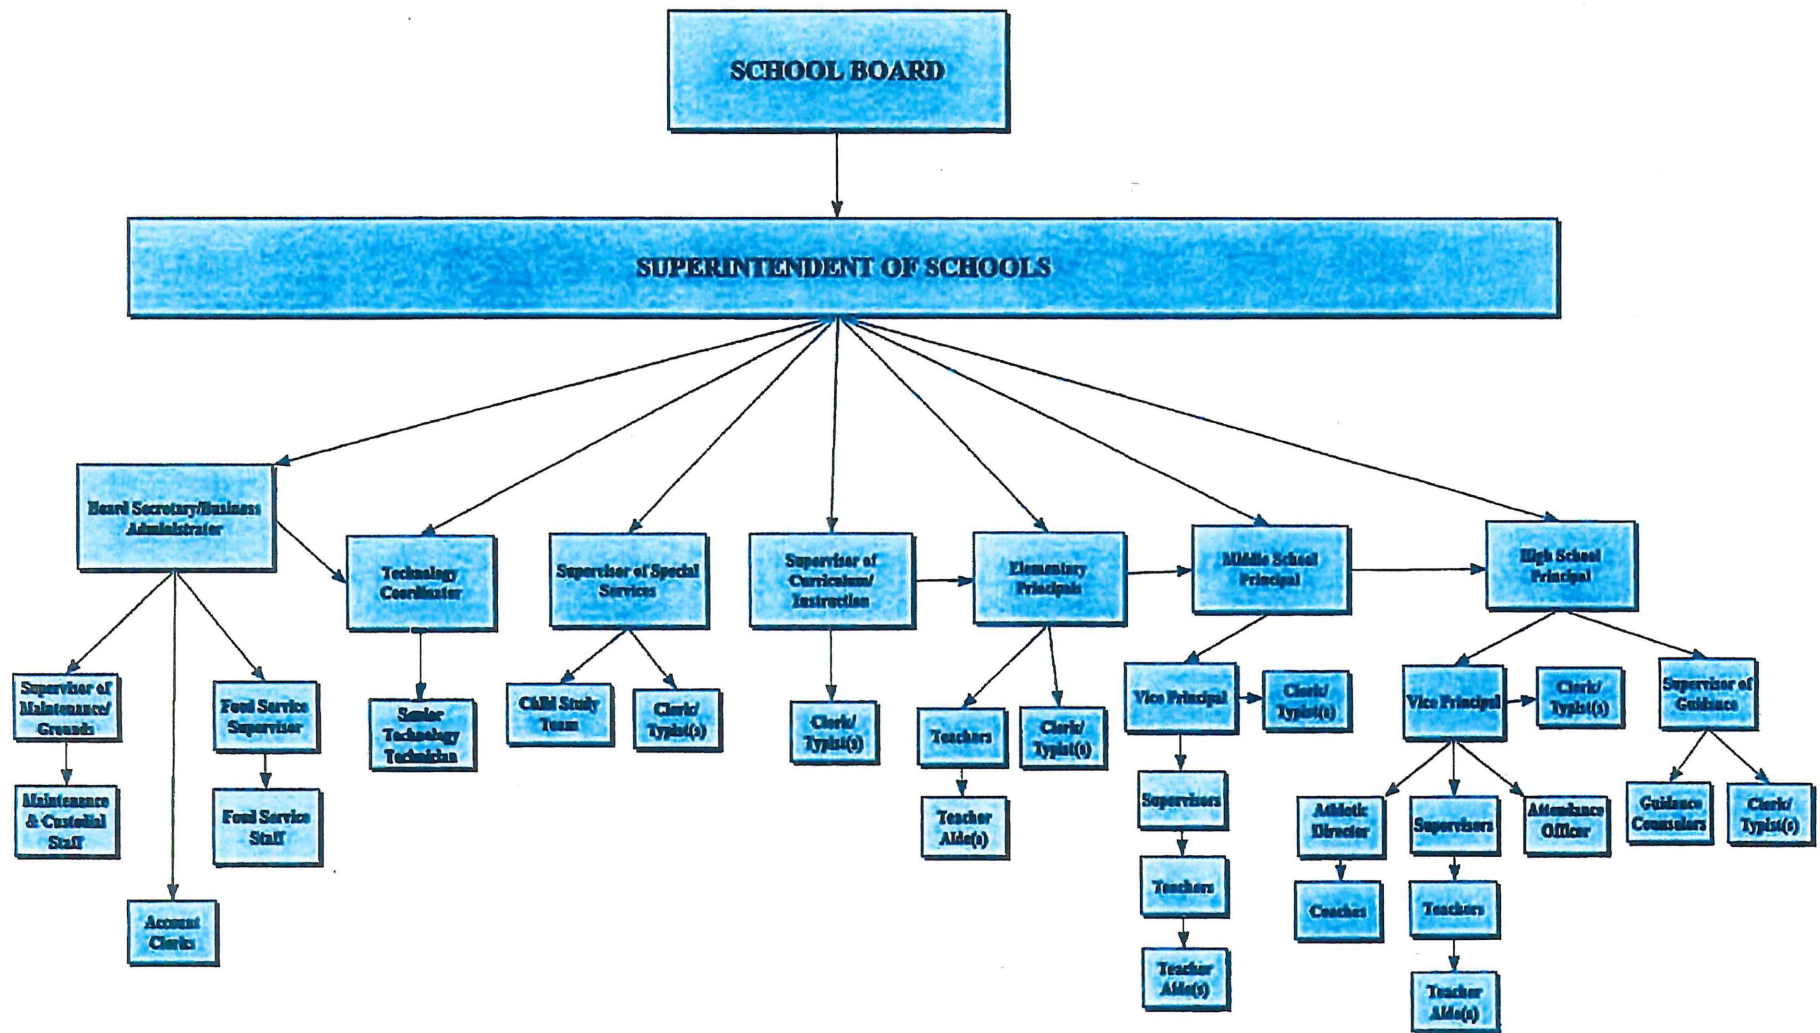 SCHOOL BOARD
SUPERINTENDENT OF SCHOOLS
Board Secretary/Business
Administrator
Technology
Coordinator
Supervisor of Special
Services
Supervisor of
Curriculum/
Instruction
Elementary
Principals
Middle School
Principal
High School
Principal
Supervisor of
Maintenance/
Grounds
Food Service
Supervisor
Senior
Technology
Technician
Child Study
Team
Clerk/
Typist(s)
Clerk/
Typist(s)
Teachers
Clerk/
Typist(s)
Vice Principal
Clerk/
Typist(s)
Vice Principal
Clerk/
Typist(s)
Supervisor of
Guidance
Maintenance
& Custodial
Staff
Food Service
Staff
Teacher
Aide(s)
Supervisors
Athletic
Director
Supervisors
Attendance
Officer
Guidance
Counselors
Clerk/
Typist(s)
Account
Clerks
Teachers
Coaches
Teachers
Teacher
Aide(s)
Teacher
Aide(s)